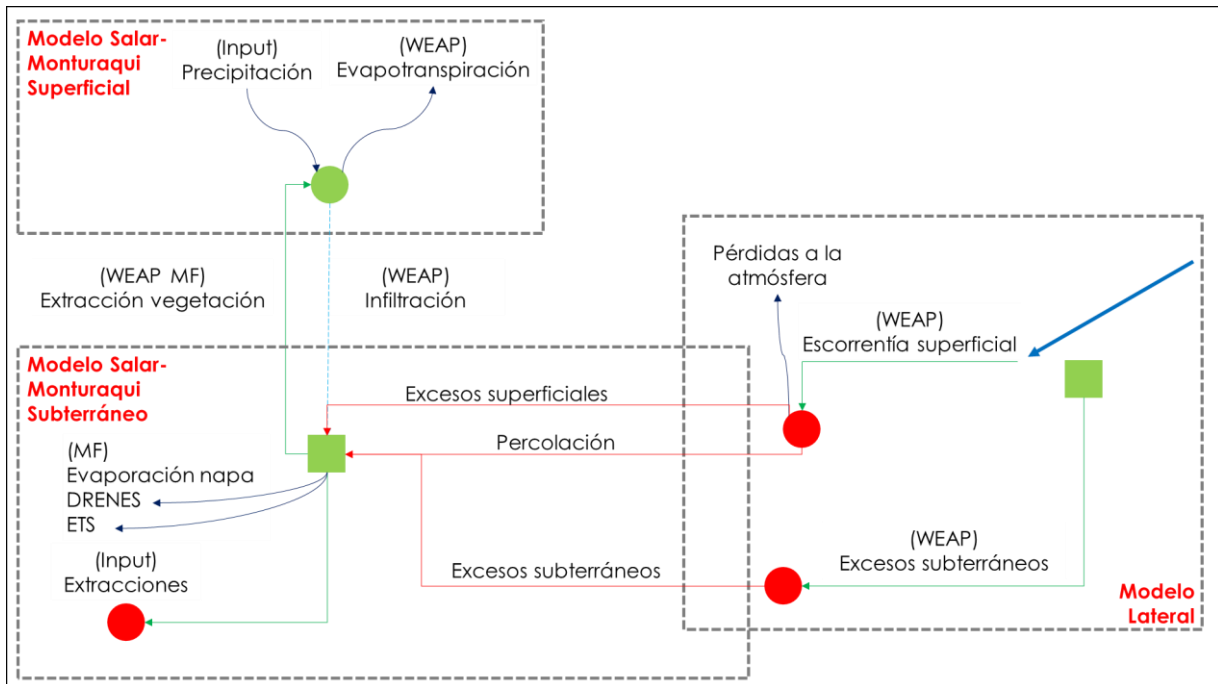 Modelo Salar-
Monturaqui
Superficial
(Input)
Precipitación
(WEAP)
Evapotranspiración
(WEAP MF)
Extracción vegetación
(WEAP)
Infiltración
Pérdidas a la
atmósfera
(WEAP)
Escorrentía superficial
Modelo Salar-
Monturaqui
Subterráneo
Excesos superficiales
Percolación
(MF)
Evaporación napa
DRENES
ETS
(Input)
Extracciones
Excesos subterráneos
(WEAP)
Excesos subterráneos
Modelo
Lateral